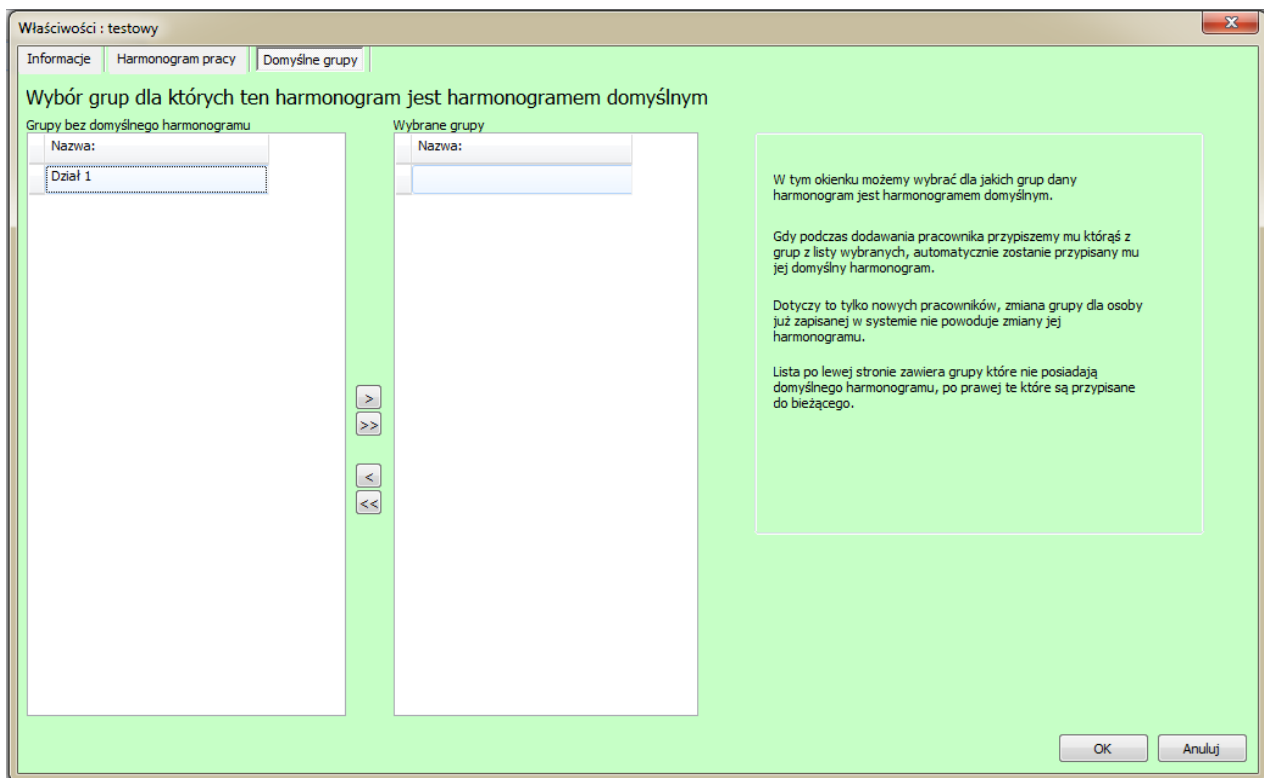 Właściwości : testowy
Informacje
Harmonogram pracy
Domyślne grupy
Wybór grup dla których ten harmonogram jest harmonogramem domyślnym
Grupy bez domyślnego harmonogramu
Nazwa:
Dział 1
>
>>
<
<<
Wybrane grupy
Nazwa:
W tym okienku możemy wybrać dla jakich grup dany
harmonogram jest harmonogramem domyślnym.
Gdy podczas dodawania pracownika przypiszemy mu którąś z
grup z listy wybranych, automatycznie zostanie przypisany mu
jej domyślny harmonogram.
Dotyczy to tylko nowych pracowników, zmiana grupy dla osoby
już zapisanej w systemie nie powoduje zmiany jej
harmonogramu.
Lista po lewej stronie zawiera grupy które nie posiadają
domyślnego harmonogramu, po prawej te które są przypisane
do bieżącego.
OK
Anuluj